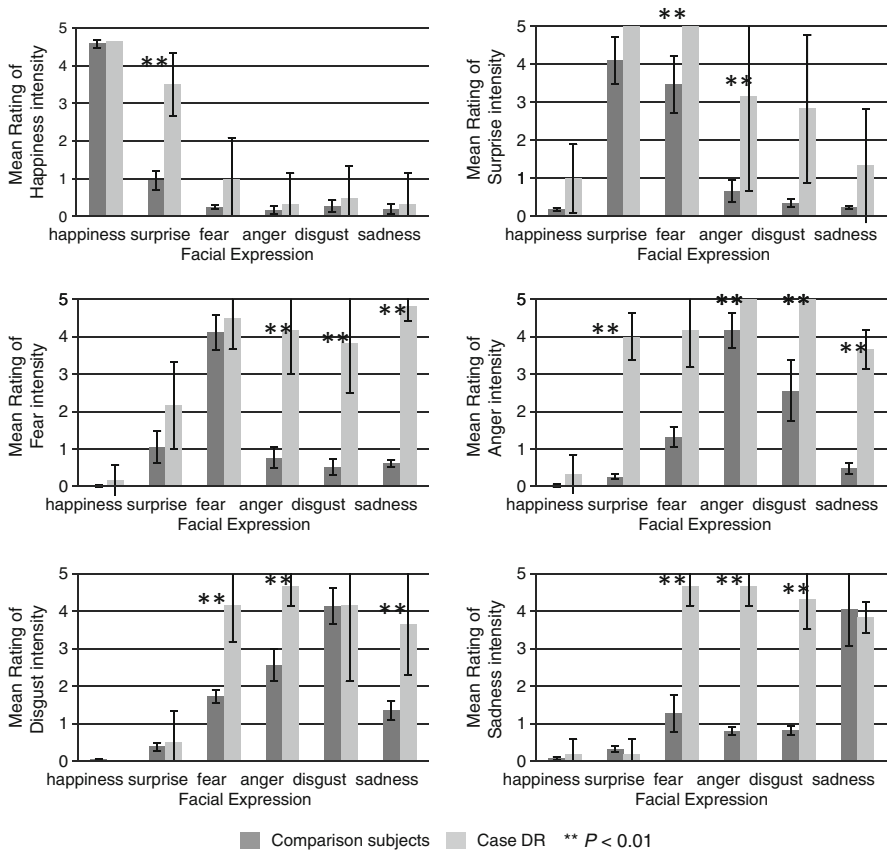 Mean Rating of
Happiness intensity
5
4
3
2
1
0
**
happiness surprise fear anger disgust sadness
Facial Expression
Mean Rating of
Surprise intensity
5
4
3
2
1
0
**
**
happiness surprise fear anger disgust sadness
Facial Expression
Mean Rating of
Fear intensity
5
4
3
2
1
0
**
**
**
happiness surprise fear anger disgust sadness
Facial Expression
Mean Rating of
Anger intensity
5
4
3
2
1
0
**
**
**
**
happiness surprise fear anger disgust sadness
Facial Expression
Mean Rating of
Disgust intensity
5
4
3
2
1
0
**
**
**
happiness surprise fear anger disgust sadness
Facial Expression
Mean Rating of
Sadness intensity
5
4
3
2
1
0
**
**
**
happiness surprise fear anger disgust sadness
Facial Expression
Comparison subjects Case DR ** P < 0.01